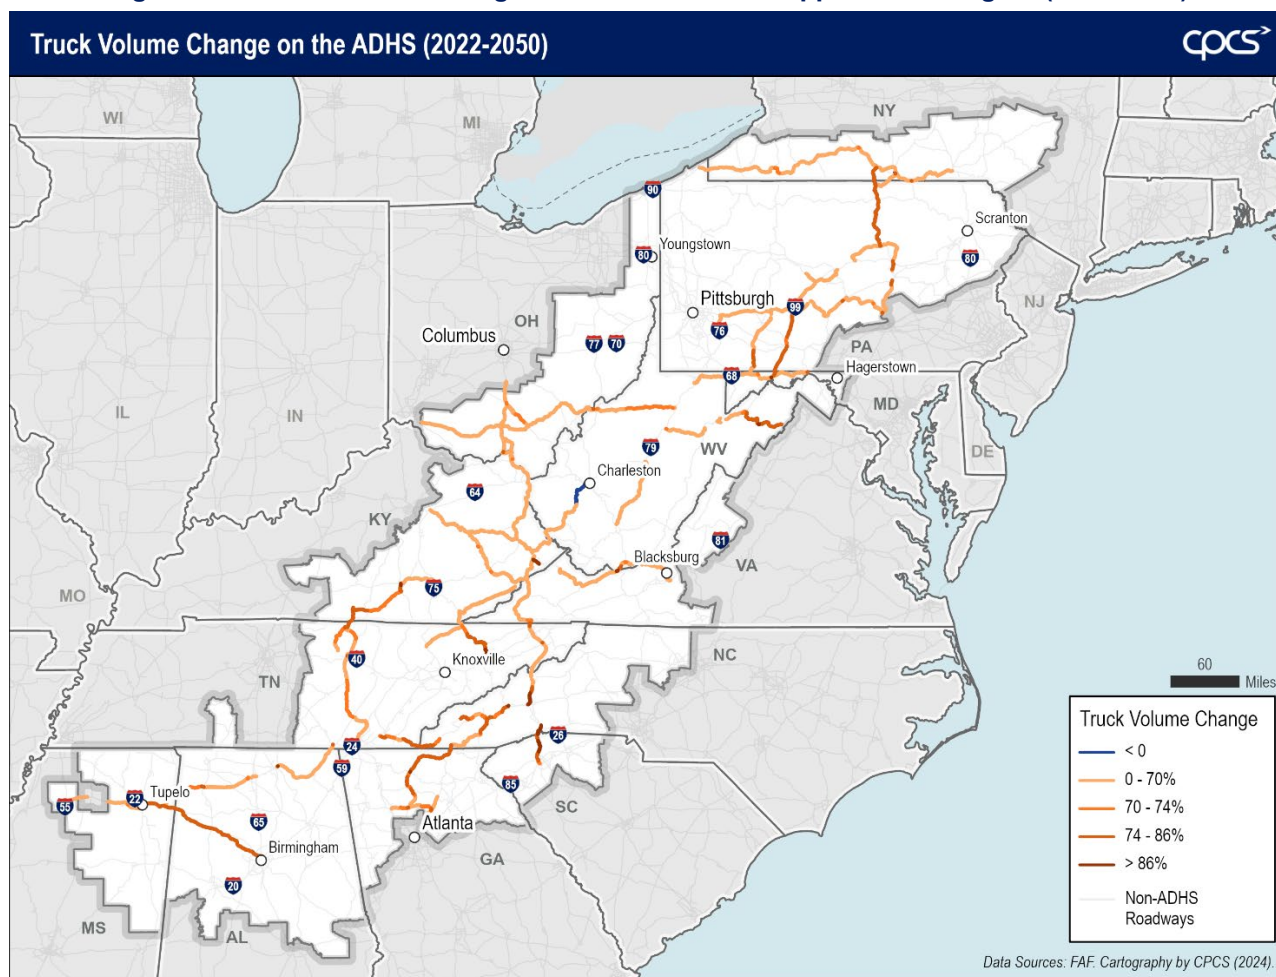 Truck Volume Change on the ADHS (2022-2050)
cpcs
WI
MI
NY
90
Scranton
Youngstown
80
80
Pittsburgh
NJ
99
OH
Columbus
76
77
70
PA
68
Hagerstown
IL
IN
MD
WV
79
DE
Charleston
64
KY
81
Blacksburg
VA
75
MO
40
Knoxville
NC
60
Miles
TN
26
24
59
85
22
Tupelo
55
SC
65
Atlanta
Birmingham
GA
20
MS
AL
Truck Volume Change
< 0
0 - 70%
70 - 74%
74 - 86%
> 86%
Non-ADHS
Roadways
Data Sources: FAF. Cartography by CPCS (2024).